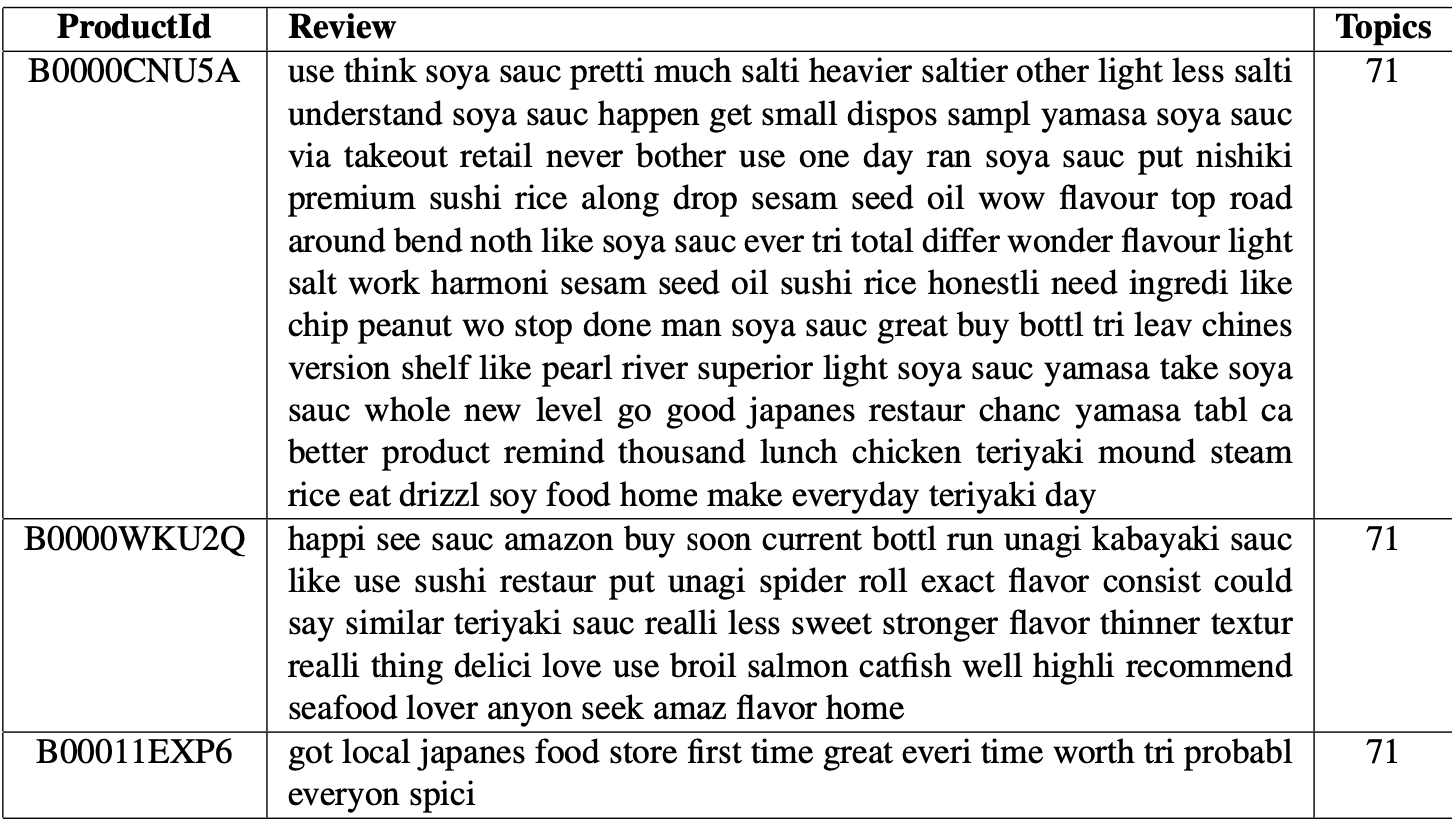 ProductId Review Topics
B0000CNU5A use think soya sauc pretti much salti heavier saltier other light less salti 71
understand soya sauc happen get small dispos sampl yamasa soya sauc
via takeout retail never bother use one day ran soya sauc put nishiki
premium sushi rice along drop sesam seed oil wow flavour top road
around bend noth like soya sauc ever tri total differ wonder flavour light
salt work harmoni sesam seed oil sushi rice honestli need ingredi like
chip peanut wo stop done man soya sauc great buy bottl tri leav chines
version shelf like pearl river superior light soya sauc yamasa take soya
sauc whole new level go good japanes restaur chanc yamasa tabl ca
better product remind thousand lunch chicken teriyaki mound steam
rice eat drizzl soy food home make everyday teriyaki day
B0000WKU2Q happi see sauc amazon buy soon current bottl run unagi kabayaki sauc 71
like use sushi restaur put unagi spider roll exact flavor consist could
say similar teriyaki sauc realli less sweet stronger flavor thinner textur
realli thing delici love use broil salmon catfish well highli recommend
seafood lover anyon seek amaz flavor home
B00011EXP6 got local japanes food store first time great everi time worth tri probabl 71
everyon spici